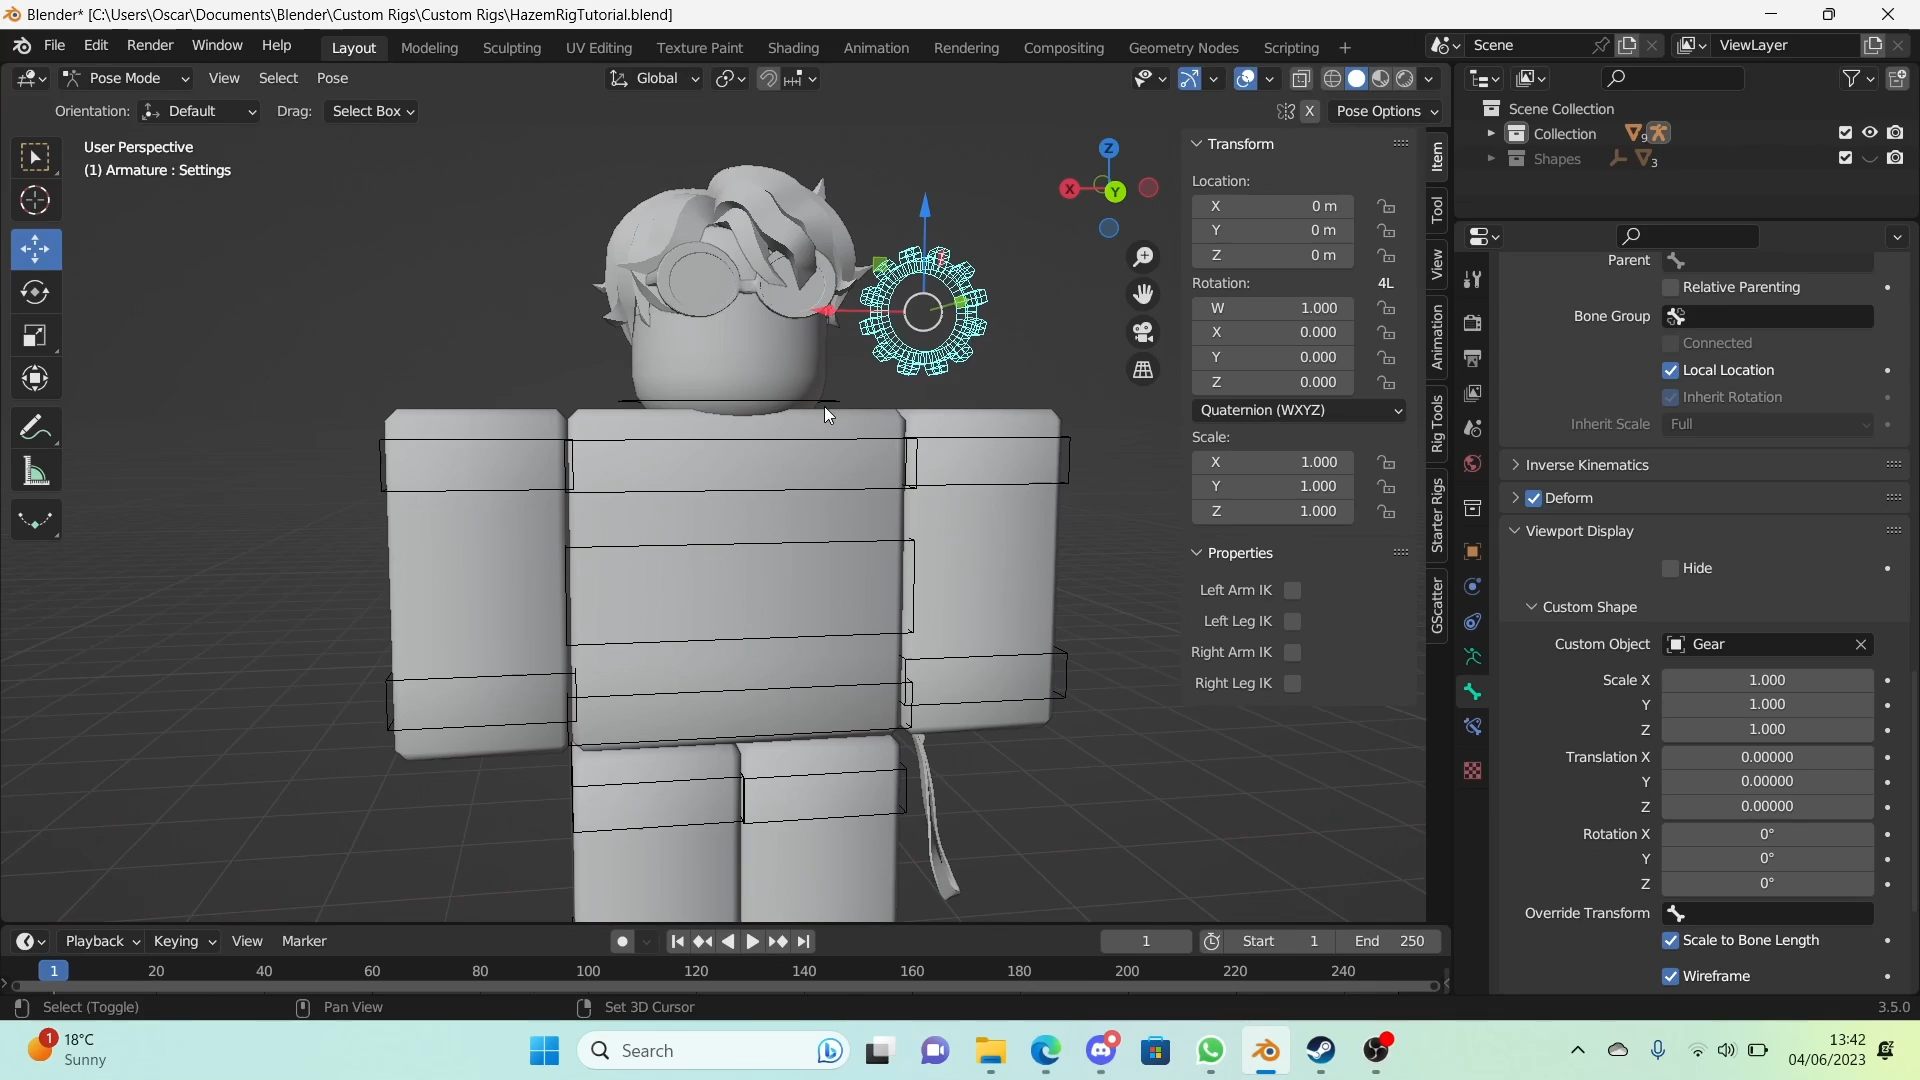 Blender* [C:\Users\Oscar\Documents\Blender\Custom Rigs\Custom Rigs\HazemRigTutorial.blend]
File Edit Render Window Help Layout Modeling Sculpting UV Editing Texture Paint Shading Animation Rendering Compositing Geometry Nodes Scripting + Scene ViewLayer
Pose Mode View Select Pose Global
Orientation: Default Drag: Select Box X Pose Options
User Perspective
(1) Armature : Settings
Z
X
Y
Transform
Location:
X 0 m
Y 0 m
Z 0 m
Rotation: 4L
W 1.000
X 0.000
Y 0.000
Z 0.000
Quaternion (WXYZ)
Scale:
X 1.000
Y 1.000
Z 1.000
Properties
Left Arm IK
Left Leg IK
Right Arm IK
Right Leg IK
Item
Tool
View
Animation
Rig Tools
Starter Rigs
GScatter
Scene Collection
Collection 9
Shapes 3
Parent
Relative Parenting
Bone Group
Connected
Local Location
Inherit Rotation
Inherit Scale Full
Inverse Kinematics
Deform
Viewport Display
Hide
Custom Shape
Custom Object Gear
Scale X 1.000
Y 1.000
Z 1.000
Translation X 0.00000
Y 0.00000
Z 0.00000
Rotation X 0°
Y 0°
Z 0°
Override Transform
Scale to Bone Length
Wireframe
Playback Keying View Marker 1 Start 1 End 250
1 20 40 60 80 100 120 140 160 180 200 220 240
Select (Toggle) Pan View Set 3D Cursor 3.5.0
1 18°C
Sunny
Search
13:42
04/06/2023